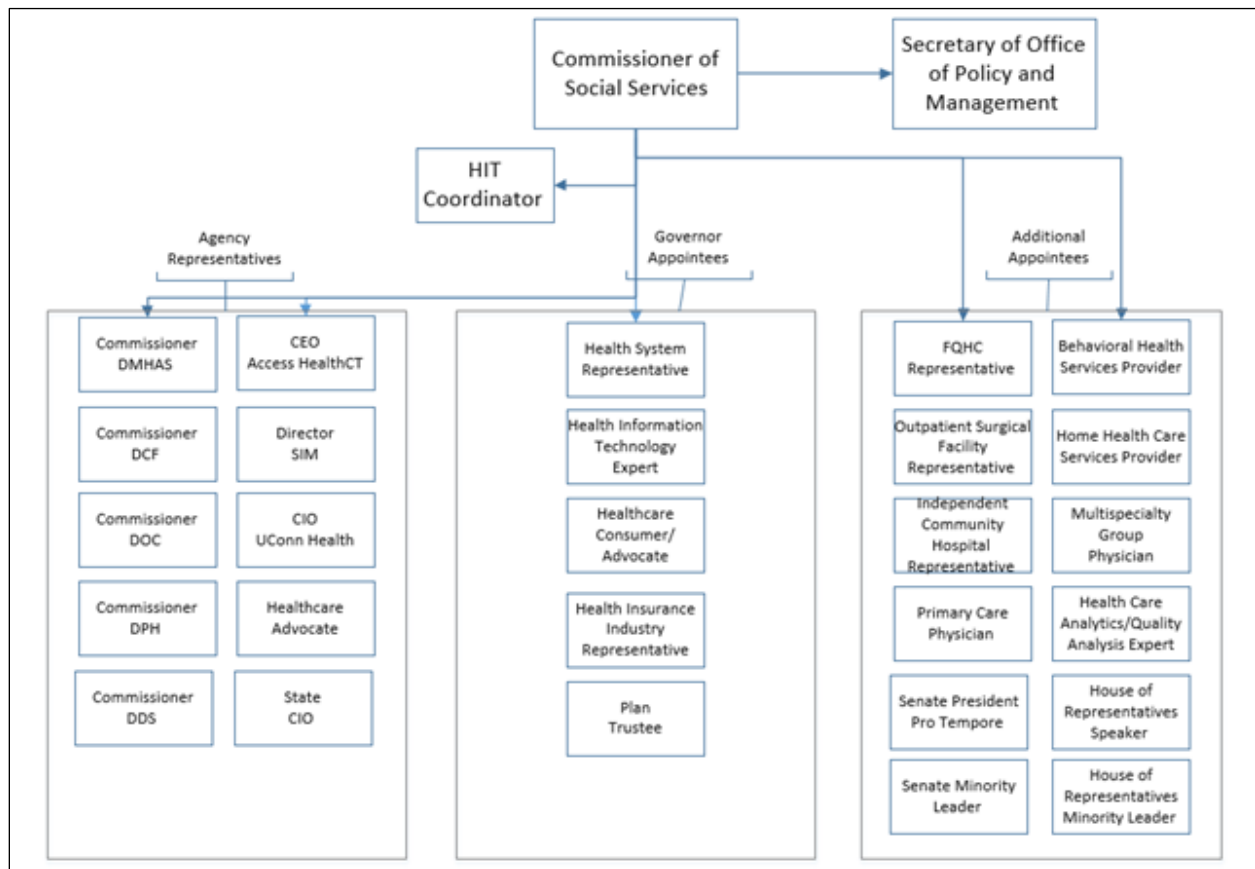 Commissioner of
Social Services
Secretary of Office
of Policy and
Management
HIT
Coordinator
Agency
Representatives
Governor
Appointees
Additional
Appointees
Commissioner
DMHAS
CEO
Access HealthCT
Commissioner
DCF
Director
SIM
Commissioner
DOC
CIO
UConn Health
Commissioner
DPH
Healthcare
Advocate
Commissioner
DDS
State
CIO
Health System
Representative
Health Information
Technology
Expert
Healthcare
Consumer/
Advocate
Health Insurance
Industry
Representative
Plan
Trustee
FQHC
Representative
Behavioral Health
Services Provider
Outpatient Surgical
Facility
Representative
Home Health Care
Services Provider
Independent
Community
Hospital
Representative
Multispecialty
Group
Physician
Primary Care
Physician
Health Care
Analytics/Quality
Analysis Expert
Senate President
Pro Tempore
House of
Representatives
Speaker
Senate Minority
Leader
House of
Representatives
Minority Leader